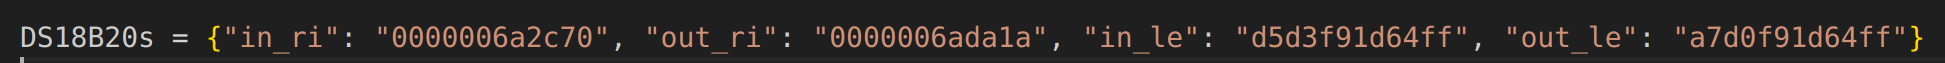 DS18B20s = {"in_ri": "0000006a2c70", "out_ri": "0000006ada1a", "in_le": "d5d3f91d64ff", "out_le": "a7d0f91d64ff"}